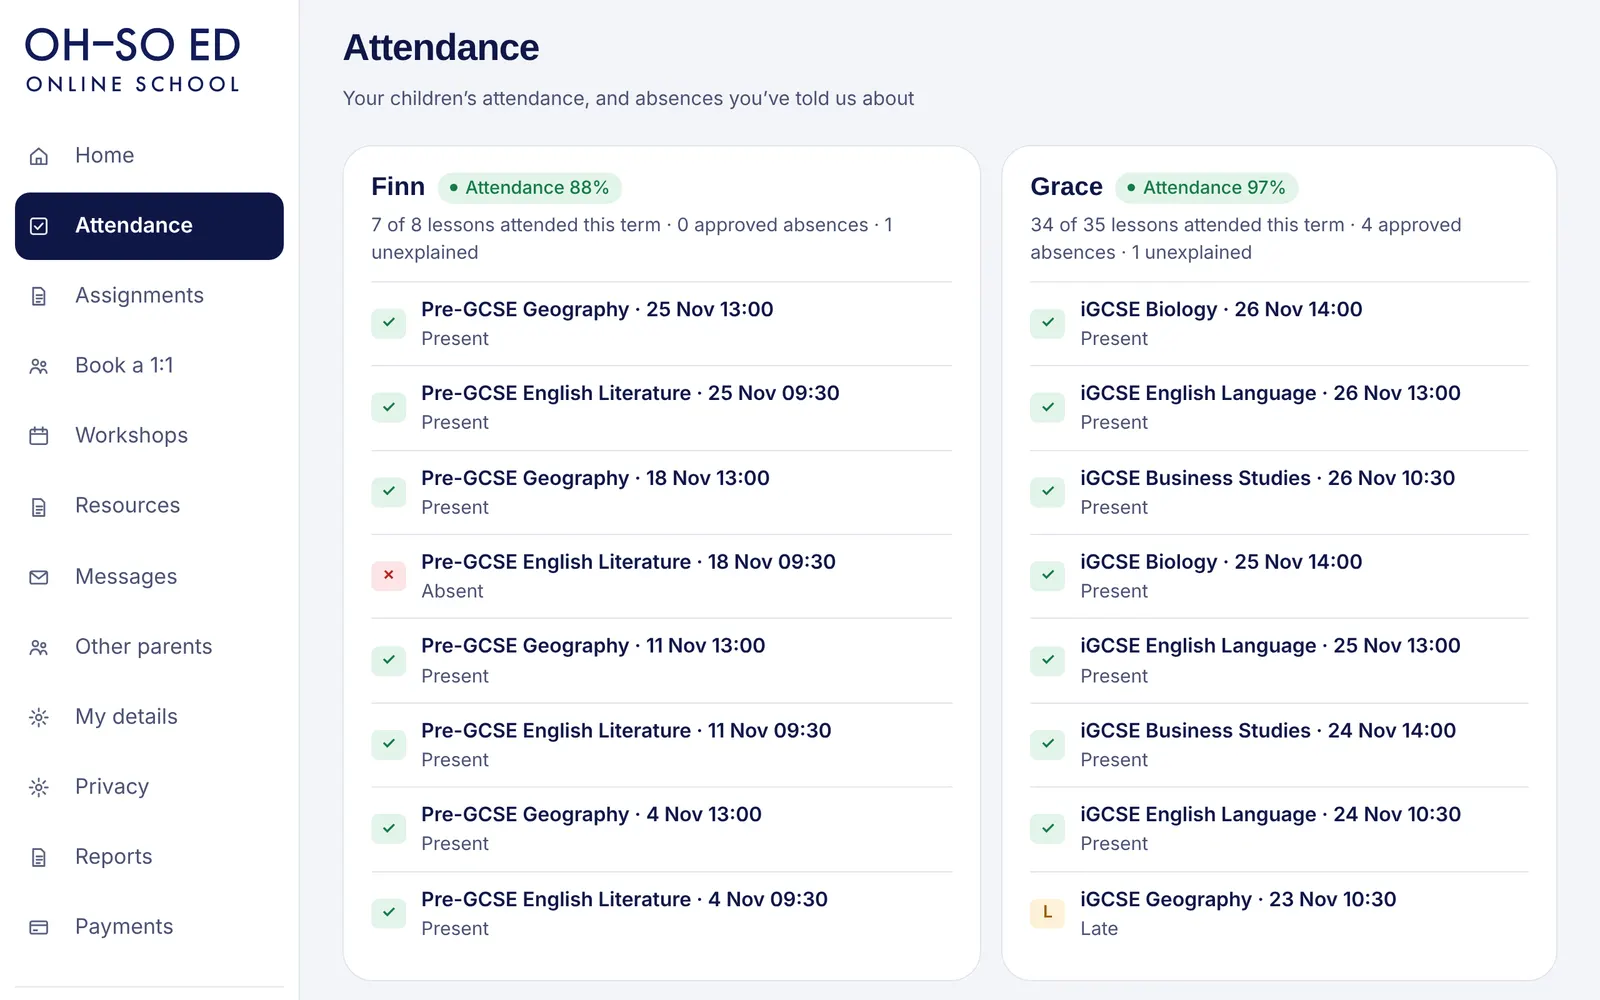 OH-SO ED
ONLINE SCHOOL
Home
Attendance
Assignments
Book a 1:1
Workshops
Resources
Messages
Other parents
My details
Privacy
Reports
Payments
Attendance
Your children’s attendance, and absences you’ve told us about
Finn
Attendance 88%
7 of 8 lessons attended this term · 0 approved absences · 1
unexplained
Pre-GCSE Geography · 25 Nov 13:00
Present
Pre-GCSE English Literature · 25 Nov 09:30
Present
Pre-GCSE Geography · 18 Nov 13:00
Present
Pre-GCSE English Literature · 18 Nov 09:30
Absent
Pre-GCSE Geography · 11 Nov 13:00
Present
Pre-GCSE English Literature · 11 Nov 09:30
Present
Pre-GCSE Geography · 4 Nov 13:00
Present
Pre-GCSE English Literature · 4 Nov 09:30
Present
Grace
Attendance 97%
34 of 35 lessons attended this term · 4 approved
absences · 1 unexplained
iGCSE Biology · 26 Nov 14:00
Present
iGCSE English Language · 26 Nov 13:00
Present
iGCSE Business Studies · 26 Nov 10:30
Present
iGCSE Biology · 25 Nov 14:00
Present
iGCSE English Language · 25 Nov 13:00
Present
iGCSE Business Studies · 24 Nov 14:00
Present
iGCSE English Language · 24 Nov 10:30
Present
L
iGCSE Geography · 23 Nov 10:30
Late